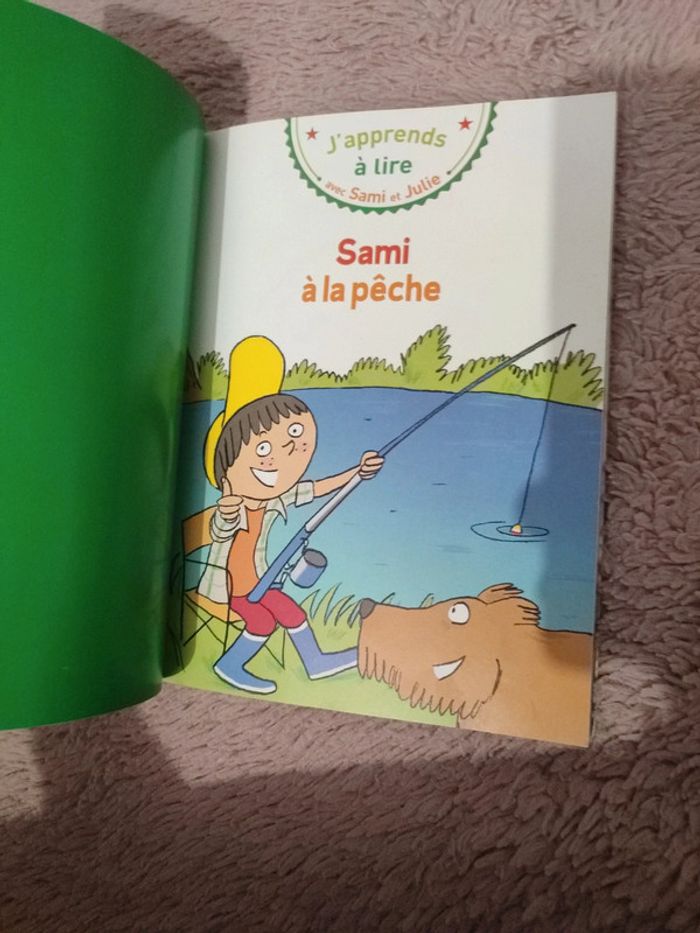 J'apprends
à lire
avec Sami et Julie
Sami
à la pêche